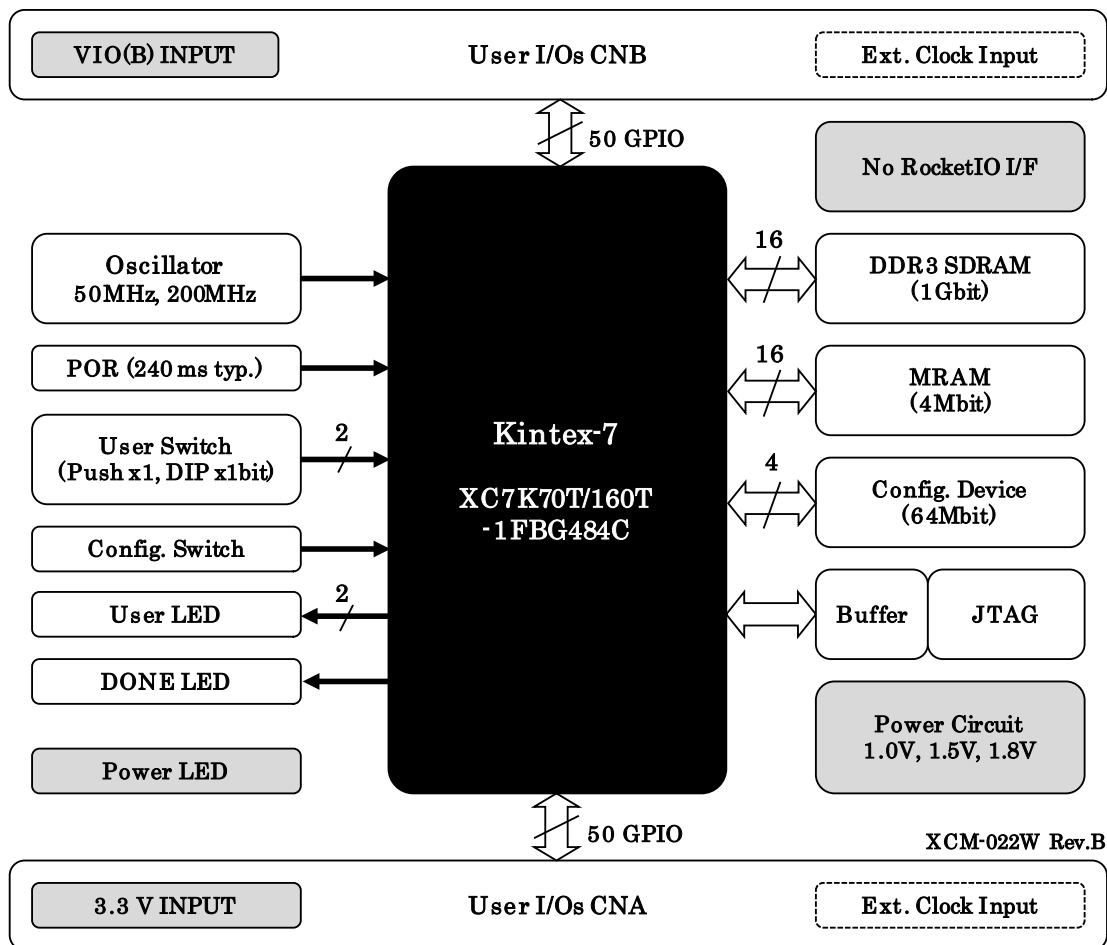 VIO(B) INPUT
User I/Os CNB
Ext. Clock Input
50 GPIO
No RocketIO I/F
Oscillator
50MHz, 200MHz
POR (240 ms typ.)
User Switch
(Push x1, DIP x1bit)
2
Config. Switch
User LED
2
DONE LED
Power LED
Kintex-7
XC7K70T/160T
-1FBG484C
16
DDR3 SDRAM
(1Gbit)
16
MRAM
(4Mbit)
4
Config. Device
(64Mbit)
Buffer
JTAG
Power Circuit
1.0V, 1.5V, 1.8V
50 GPIO
XCM-022W Rev.B
3.3 V INPUT
User I/Os CNA
Ext. Clock Input